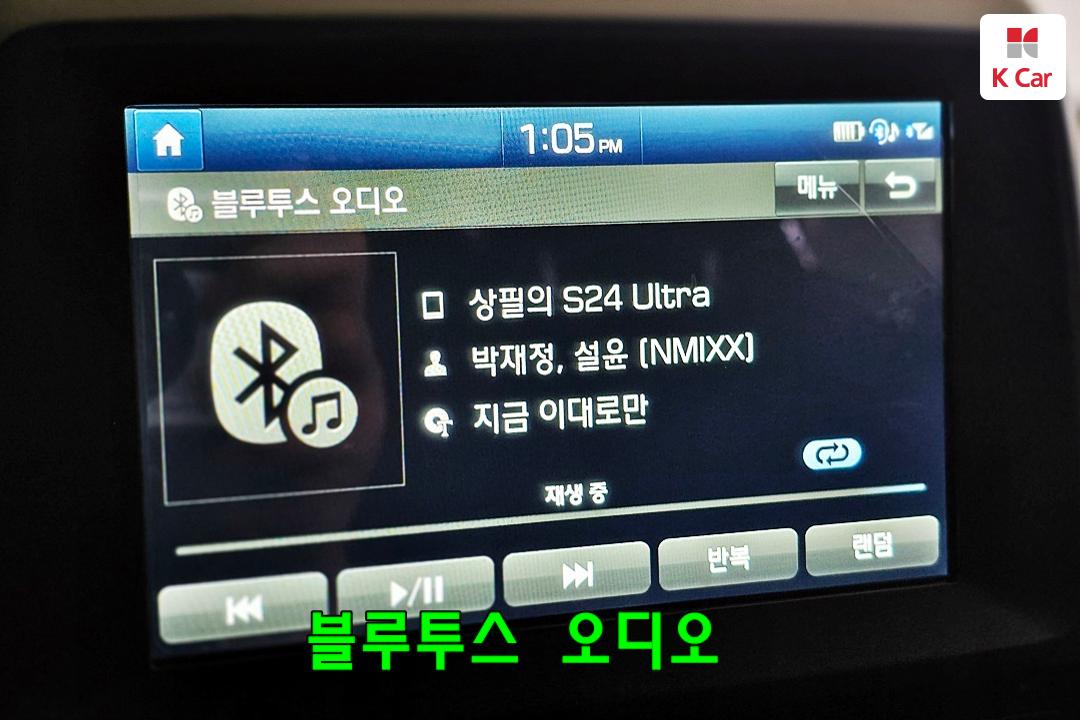 K Car
1:05 PM
블루투스 오디오
메뉴
상필의 S24 Ultra
박재정, 설윤 (NMIXX)
지금 이대로만
재생 중
반복
랜덤
블루투스 오디오